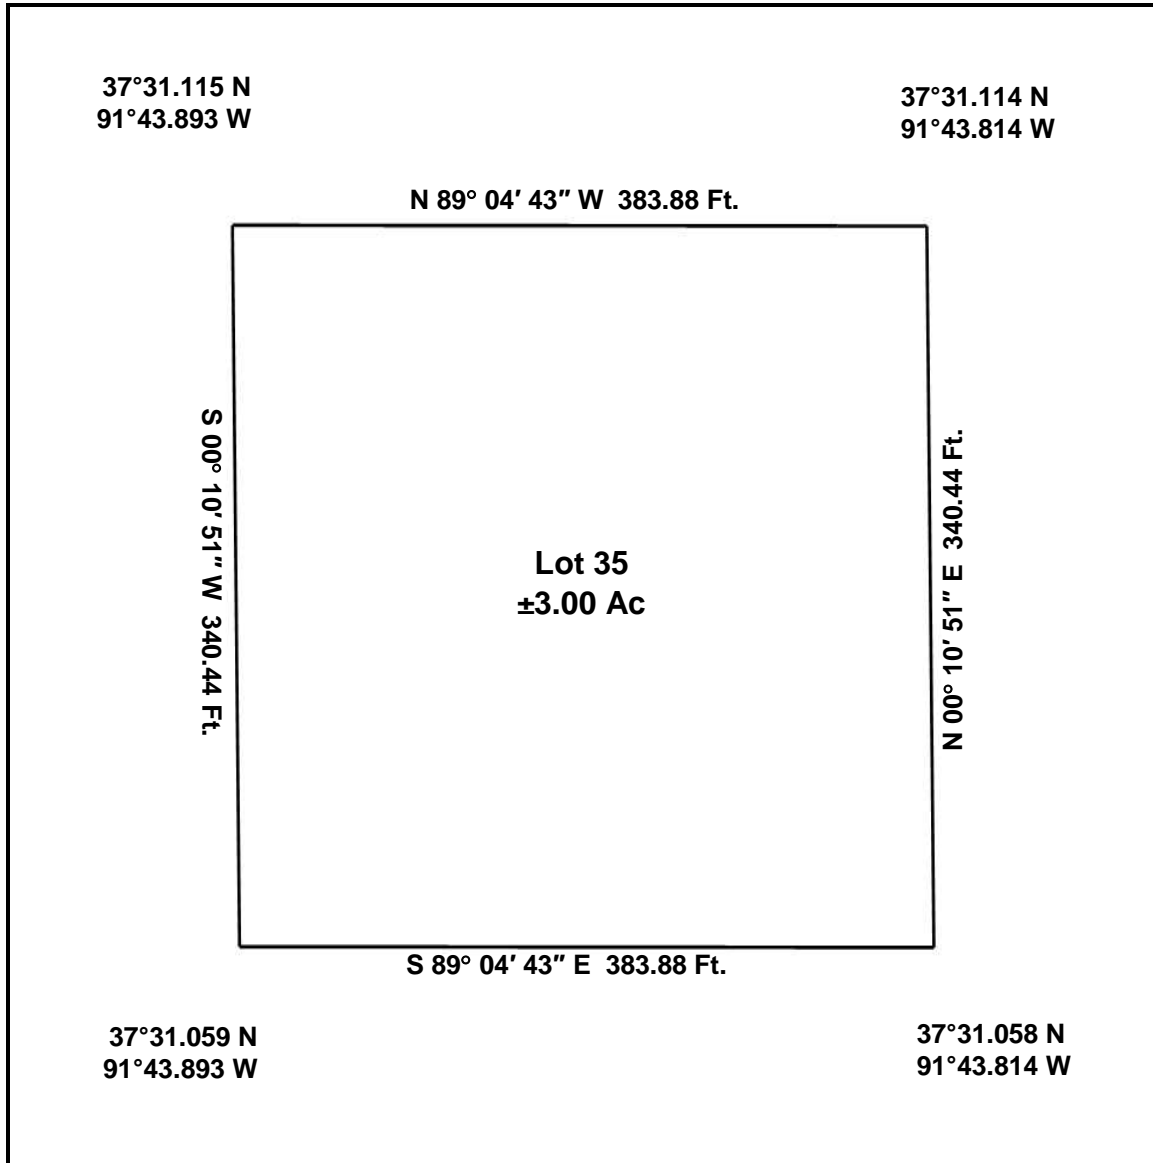 37°31.115 N
91°43.893 W
37°31.114 N
91°43.814 W
N 89° 04′ 43″ W  383.88 Ft.
S 00° 10′ 51″ W  340.44 Ft.
Lot 35
±3.00 Ac
N 00° 10′ 51″ E  340.44 Ft.
S 89° 04′ 43″ E  383.88 Ft.
37°31.059 N
91°43.893 W
37°31.058 N
91°43.814 W